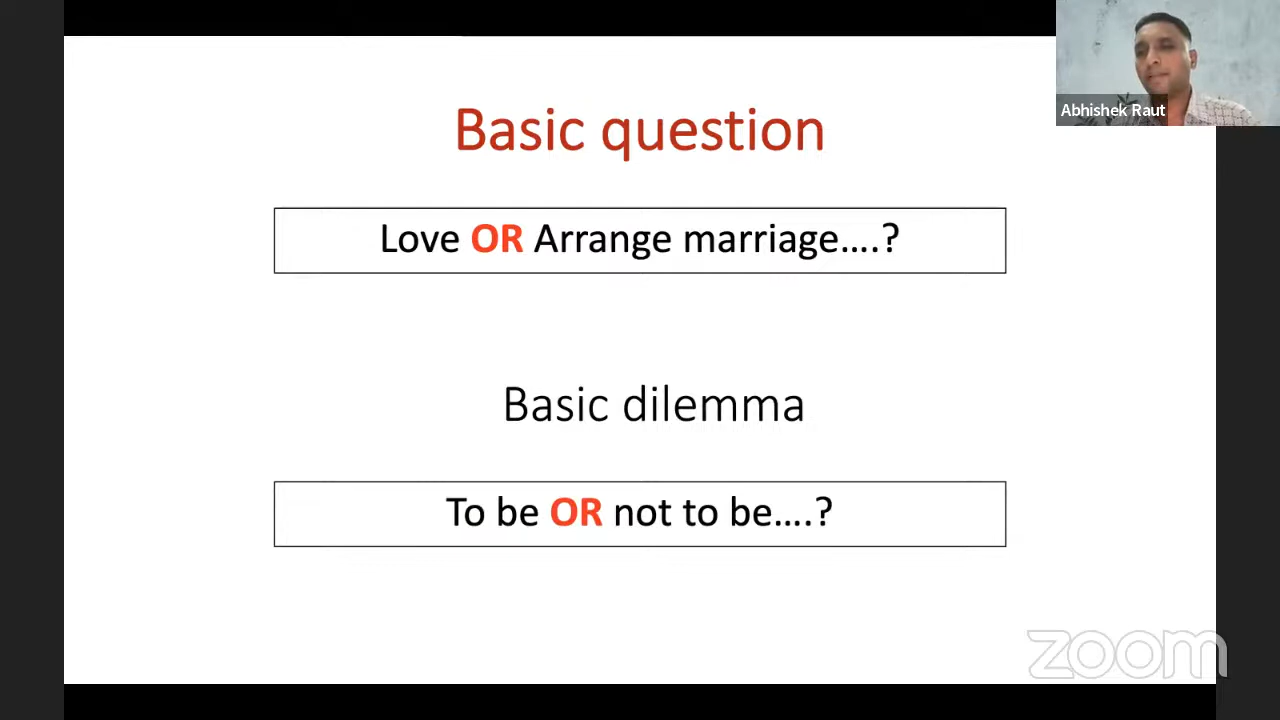 Abhishek Raut
Basic question
Love OR Arrange marriage....?
Basic dilemma
To be OR not to be....?
zoom